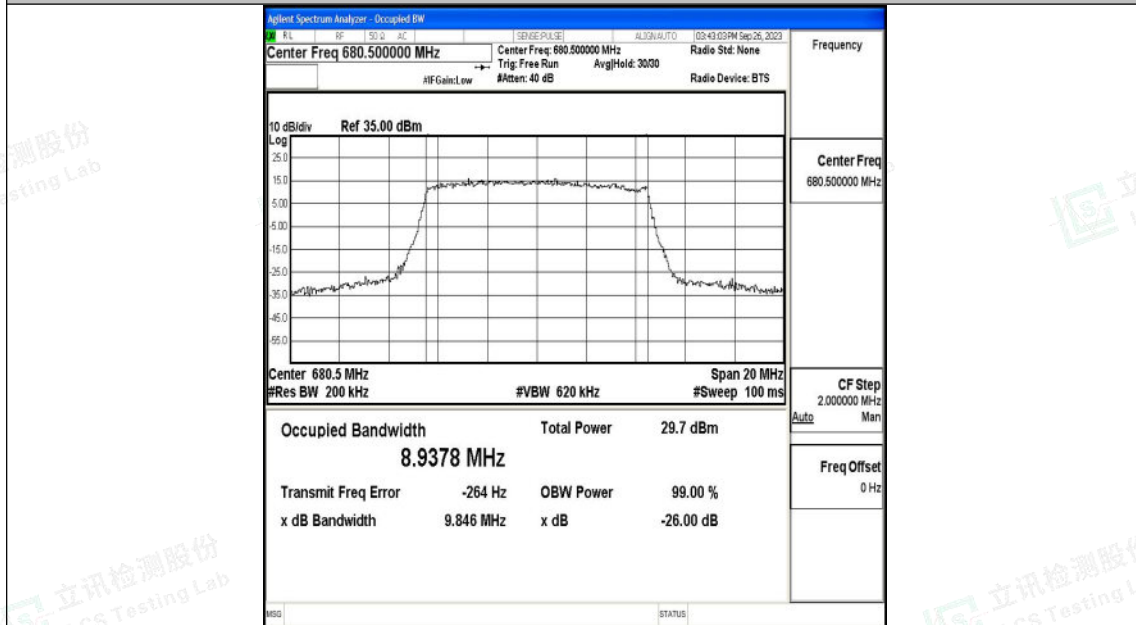 Agilent Spectrum Analyzer - Occupied BW
RL RF 50 Ω AC SENSE:PULSE ALIGNAUTO 03:43:03 PM Sep 26, 2023
Center Freq 680.500000 MHz
Center Freq: 680.500000 MHz
Radio Std: None
Trig: Free Run
Avg|Hold: 30/30
#IFGain:Low
#Atten: 40 dB
Radio Device: BTS
10 dB/div Ref 35.00 dBm
Log
25.0
15.0
5.00
-5.00
-15.0
-25.0
-35.0
-45.0
-55.0
Center 680.5 MHz
Span 20 MHz
#Res BW 200 kHz
#VBW 620 kHz
#Sweep 100 ms
Occupied Bandwidth
Total Power 29.7 dBm
8.9378 MHz
Transmit Freq Error -264 Hz OBW Power 99.00 %
x dB Bandwidth 9.846 MHz x dB -26.00 dB
MSG
STATUS
Frequency
Center Freq
680.500000 MHz
CF Step
2.000000 MHz
Auto Man
Freq Offset
0 Hz
测股份
sting Lab
立讯检测股份
LCS Testing Lab
立讯检测股份
LCS Testing L